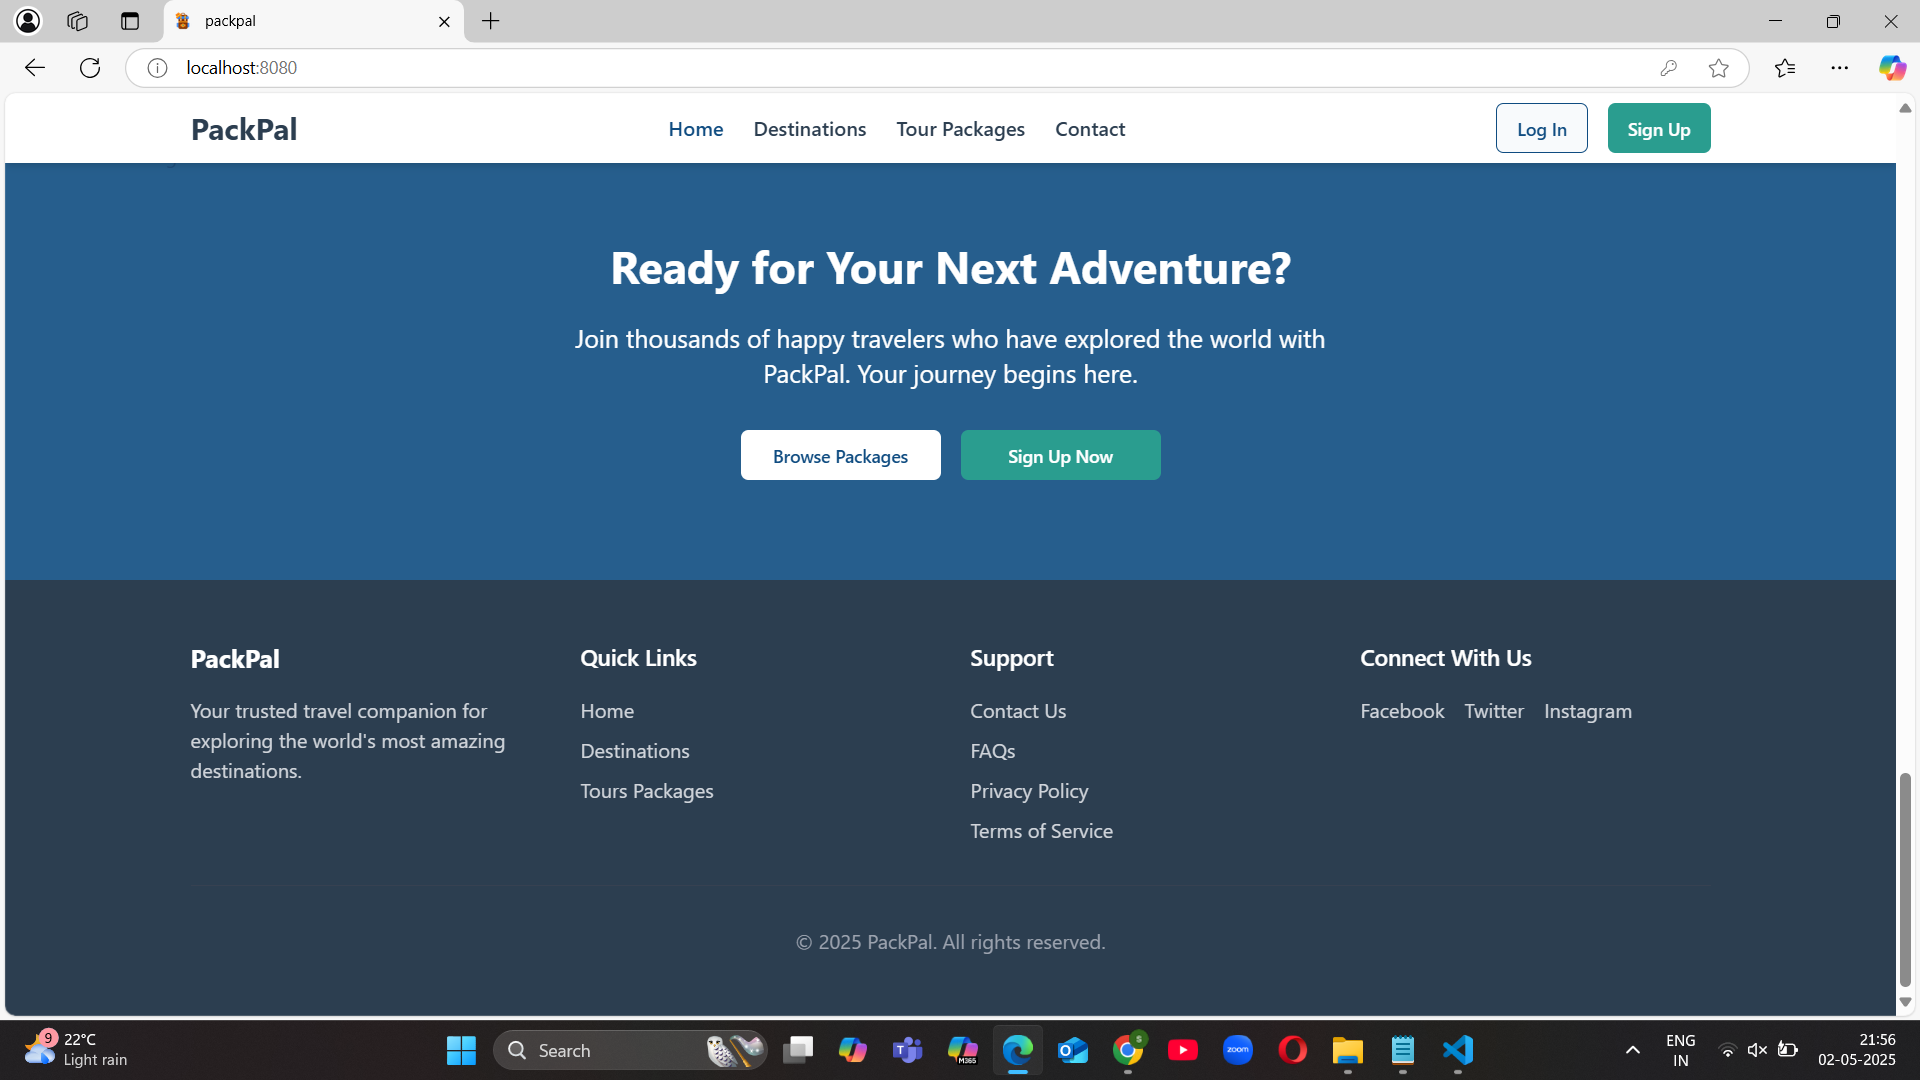 packpal
localhost:8080
PackPal
Home Destinations Tour Packages Contact
Log In
Sign Up
Ready for Your Next Adventure?
Join thousands of happy travelers who have explored the world with
PackPal. Your journey begins here.
Browse Packages
Sign Up Now
PackPal
Your trusted travel companion for
exploring the world's most amazing
destinations.
Quick Links
Home
Destinations
Tours Packages
Support
Contact Us
FAQs
Privacy Policy
Terms of Service
Connect With Us
Facebook Twitter Instagram
© 2025 PackPal. All rights reserved.
9
22°C
Light rain
Search
M365
zoom
ENG
IN
21:56
02-05-2025